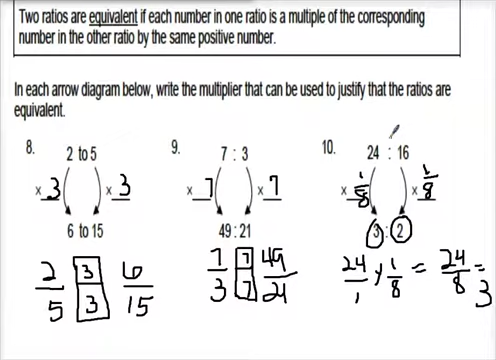 Two ratios are equivalent if each number in one ratio is a multiple of the corresponding
number in the other ratio by the same positive number.
In each arrow diagram below, write the multiplier that can be used to justify that the ratios are
equivalent.
8. 2 to 5
× 3 × 3
6 to 15
2/5 3/3 6/15
9. 7 : 3
× 7 × 7
49 : 21
7/3 7/7 49/21
10. 24 : 16
× 1/8 × 1/8
3 : 2
24/1 × 1/8 = 24/8 = 3